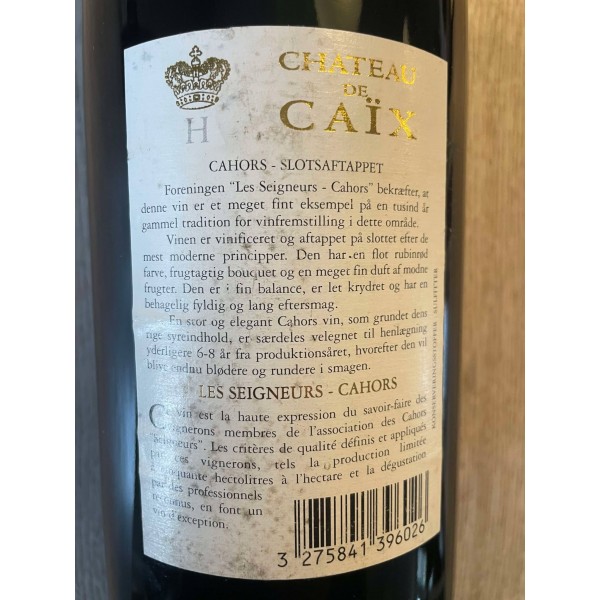 H
CHATEAU
DE
CAÏX
CAHORS - SLOTSAFTAPPET
Foreningen "Les Seigneurs - Cahors" bekræfter, at
denne vin er et meget fint eksempel på en tusind år
gammel tradition for vinfremstilling i dette område.
Vinen er vinificeret og aftappet på slottet efter de
mest moderne principper. Den har en flot rubinrød
farve, frugtagtig bouquet og en meget fin duft af modne
frugter. Den er i fin balance, er let krydret og har en
behagelig fyldig og lang eftersmag.
En stor og elegant Cahors vin, som grundet dens
rige syreindhold, er særdeles velegnet til henlægning
yderligere 6-8 år fra produktionsåret, hvorefter den vil
blive endnu blødere og rundere i smagen.
KONSERVERINGSSTOFFER SULFITTER
LES SEIGNEURS - CAHORS
Ce vin est la haute expression du savoir-faire des
vignerons membres de l'association des Cahors
"Seigneurs". Les critères de qualité définis et appliqués
par ces vignerons, tels la production limitée
à cinquante hectolitres à l'hectare et la dégustation
par des professionnels
reconnus, en font un
vin d'exception.
3 275841 396026